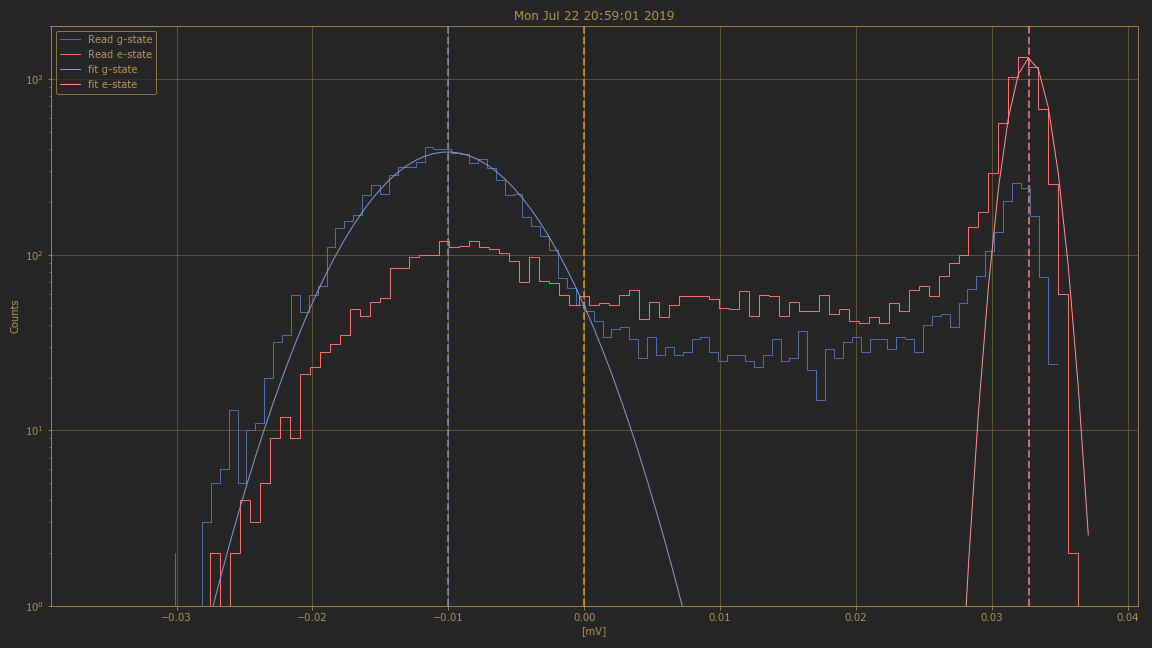 Mon Jul 22 20:59:01 2019
Read g-state
Read e-state
fit g-state
fit e-state
Counts
10³
10²
10¹
10⁰
−0.03 −0.02 −0.01 0.00 0.01 0.02 0.03 0.04
[mV]